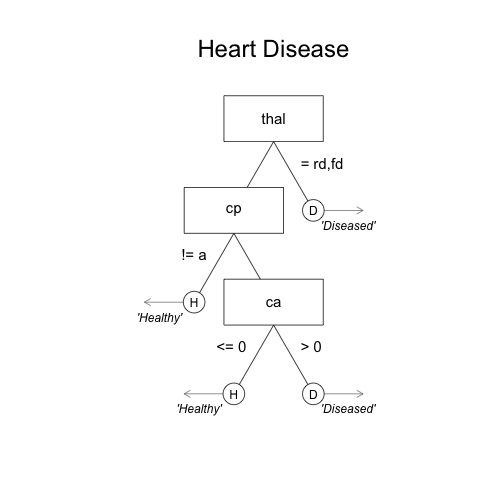 Heart Disease
thal
= rd,fd
cp
D
'Diseased'
!= a
H
'Healthy'
ca
<= 0
> 0
H
'Healthy'
D
'Diseased'